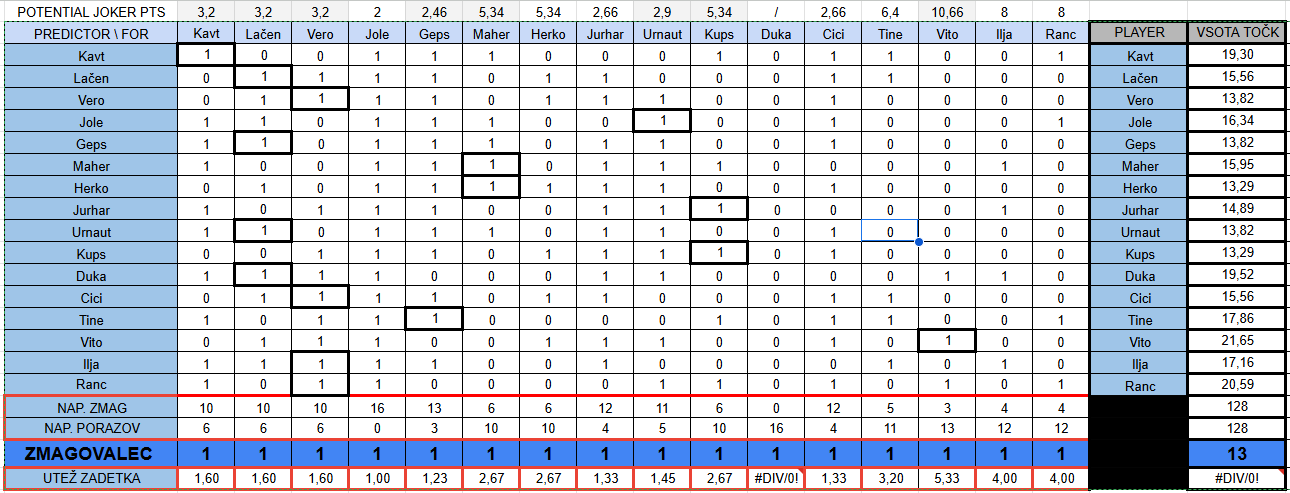 POTENTIAL JOKER PTS 3,2 3,2 3,2 2 2,46 5,34 5,34 2,66 2,9 5,34 / 2,66 6,4 10,66 8 8
PREDICTOR \ FOR Kavt Lačen Vero Jole Geps Maher Herko Jurhar Urnaut Kups Duka Cici Tine Vito Ilja Ranc PLAYER VSOTA TOČK
Kavt 1 0 0 1 1 1 0 0 0 1 0 1 1 0 0 1 Kavt 19,30
Lačen 0 1 1 1 1 0 1 1 0 0 0 1 1 0 0 0 Lačen 15,56
Vero 0 1 1 1 1 0 1 1 1 0 0 1 0 0 0 0 Vero 13,82
Jole 1 1 0 1 1 1 0 0 1 0 0 1 0 0 0 1 Jole 16,34
Geps 1 1 0 1 1 1 0 1 1 0 0 1 0 0 0 0 Geps 13,82
Maher 1 0 0 1 1 1 0 1 1 1 0 0 0 0 1 0 Maher 15,95
Herko 0 1 0 1 1 1 1 1 1 0 0 1 0 0 0 0 Herko 13,29
Jurhar 1 0 1 1 1 0 0 1 1 1 0 0 0 0 1 0 Jurhar 14,89
Urnaut 1 1 0 1 1 1 0 1 1 0 0 1 0 0 0 0 Urnaut 13,82
Kups 0 0 1 1 1 0 1 1 1 1 0 1 0 0 0 0 Kups 13,29
Duka 1 1 1 1 0 0 0 1 1 0 0 0 0 1 1 0 Duka 19,52
Cici 0 1 1 1 1 0 1 1 0 0 0 1 1 0 0 0 Cici 15,56
Tine 1 0 1 1 1 0 0 0 0 1 0 1 1 0 0 1 Tine 17,86
Vito 0 1 1 1 0 0 1 1 1 0 0 1 0 1 0 0 Vito 21,65
Ilja 1 1 1 1 0 0 0 1 0 0 0 1 1 0 1 0 Ilja 17,16
Ranc 1 0 1 1 0 0 0 0 1 1 0 1 0 1 0 1 Ranc 20,59
NAP. ZMAG 10 10 10 16 13 6 6 12 11 6 0 12 5 3 4 4 128
NAP. PORAZOV 6 6 6 0 3 10 10 4 5 10 16 4 11 13 12 12 128
ZMAGOVALEC 1 1 1 1 1 1 1 1 1 1 1 1 1 1 1 1 13
UTEŽ ZADETKA 1,60 1,60 1,60 1,00 1,23 2,67 2,67 1,33 1,45 2,67 #DIV/0! 1,33 3,20 5,33 4,00 4,00 #DIV/0!